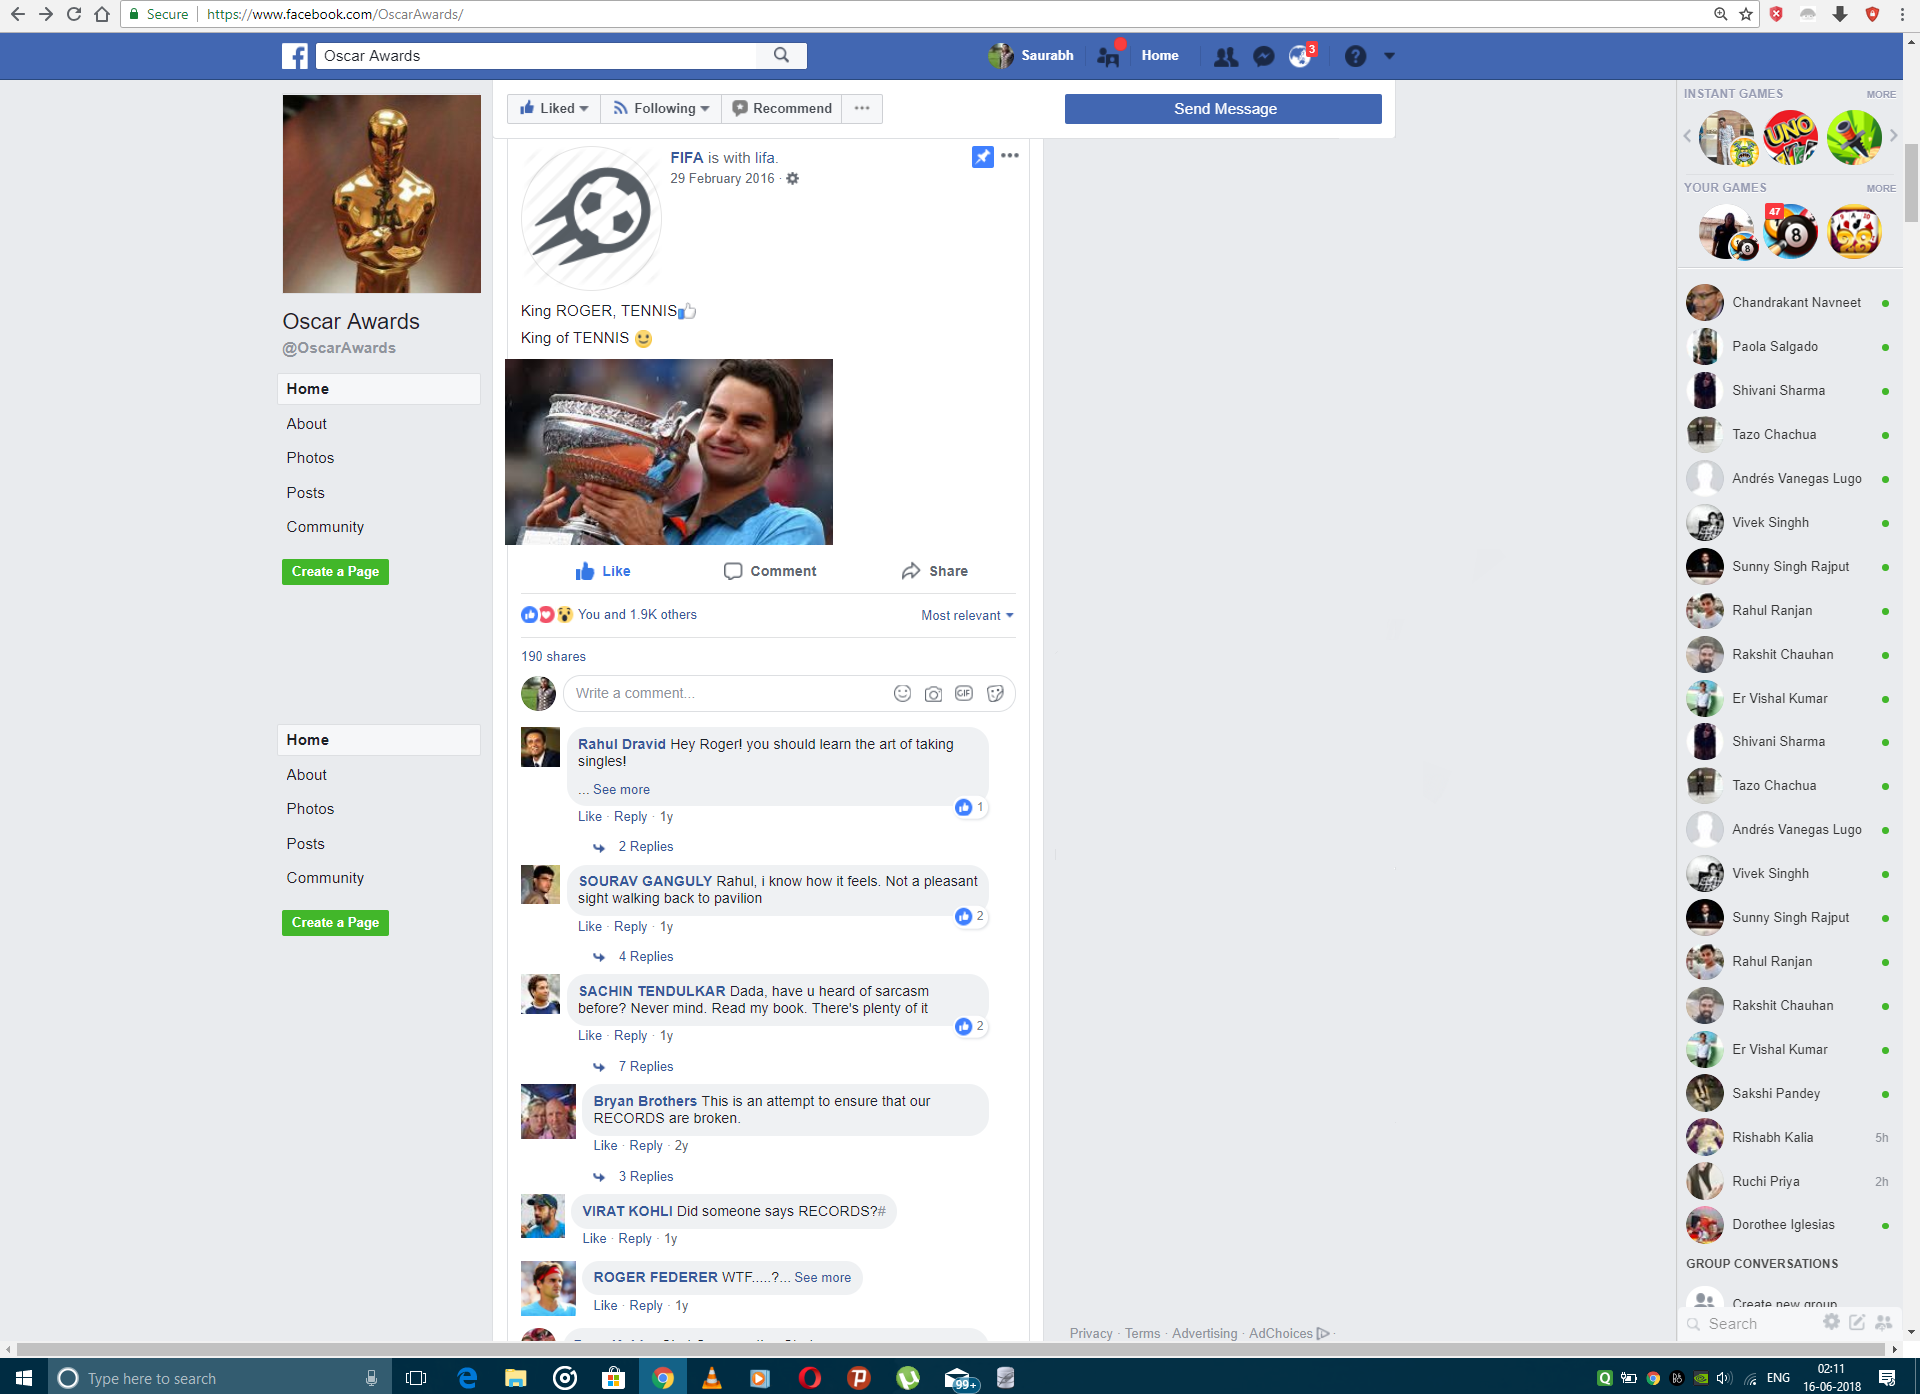 Secure
https://www.facebook.com/OscarAwards/
Oscar Awards
Saurabh
Home
3
Liked
Following
Recommend
Send Message
Oscar Awards
@OscarAwards
Home
About
Photos
Posts
Community
Create a Page
Home
About
Photos
Posts
Community
Create a Page
FIFA is with lifa.
29 February 2016 ·
King ROGER, TENNIS
King of TENNIS
Like
Comment
Share
You and 1.9K others
Most relevant
190 shares
Write a comment...
GIF
Rahul Dravid Hey Roger! you should learn the art of taking
singles!
... See more
1
Like · Reply · 1y
2 Replies
SOURAV GANGULY Rahul, i know how it feels. Not a pleasant
sight walking back to pavilion
2
Like · Reply · 1y
4 Replies
SACHIN TENDULKAR Dada, have u heard of sarcasm
before? Never mind. Read my book. There's plenty of it
2
Like · Reply · 1y
7 Replies
Bryan Brothers This is an attempt to ensure that our
RECORDS are broken.
Like · Reply · 2y
3 Replies
VIRAT KOHLI Did someone says RECORDS?#
Like · Reply · 1y
ROGER FEDERER WTF.....?... See more
Like · Reply · 1y
Privacy · Terms · Advertising · AdChoices ·
INSTANT GAMES
MORE
UNO
YOUR GAMES
MORE
47
8
8
Chandrakant Navneet
Paola Salgado
Shivani Sharma
Tazo Chachua
Andrés Vanegas Lugo
Vivek Singhh
Sunny Singh Rajput
Rahul Ranjan
Rakshit Chauhan
Er Vishal Kumar
Shivani Sharma
Tazo Chachua
Andrés Vanegas Lugo
Vivek Singhh
Sunny Singh Rajput
Rahul Ranjan
Rakshit Chauhan
Er Vishal Kumar
Sakshi Pandey
Rishabh Kalia 5h
Ruchi Priya 2h
Dorothee Iglesias
GROUP CONVERSATIONS
Create new group
Search
Type here to search
99+
ENG
02:11
16-06-2018